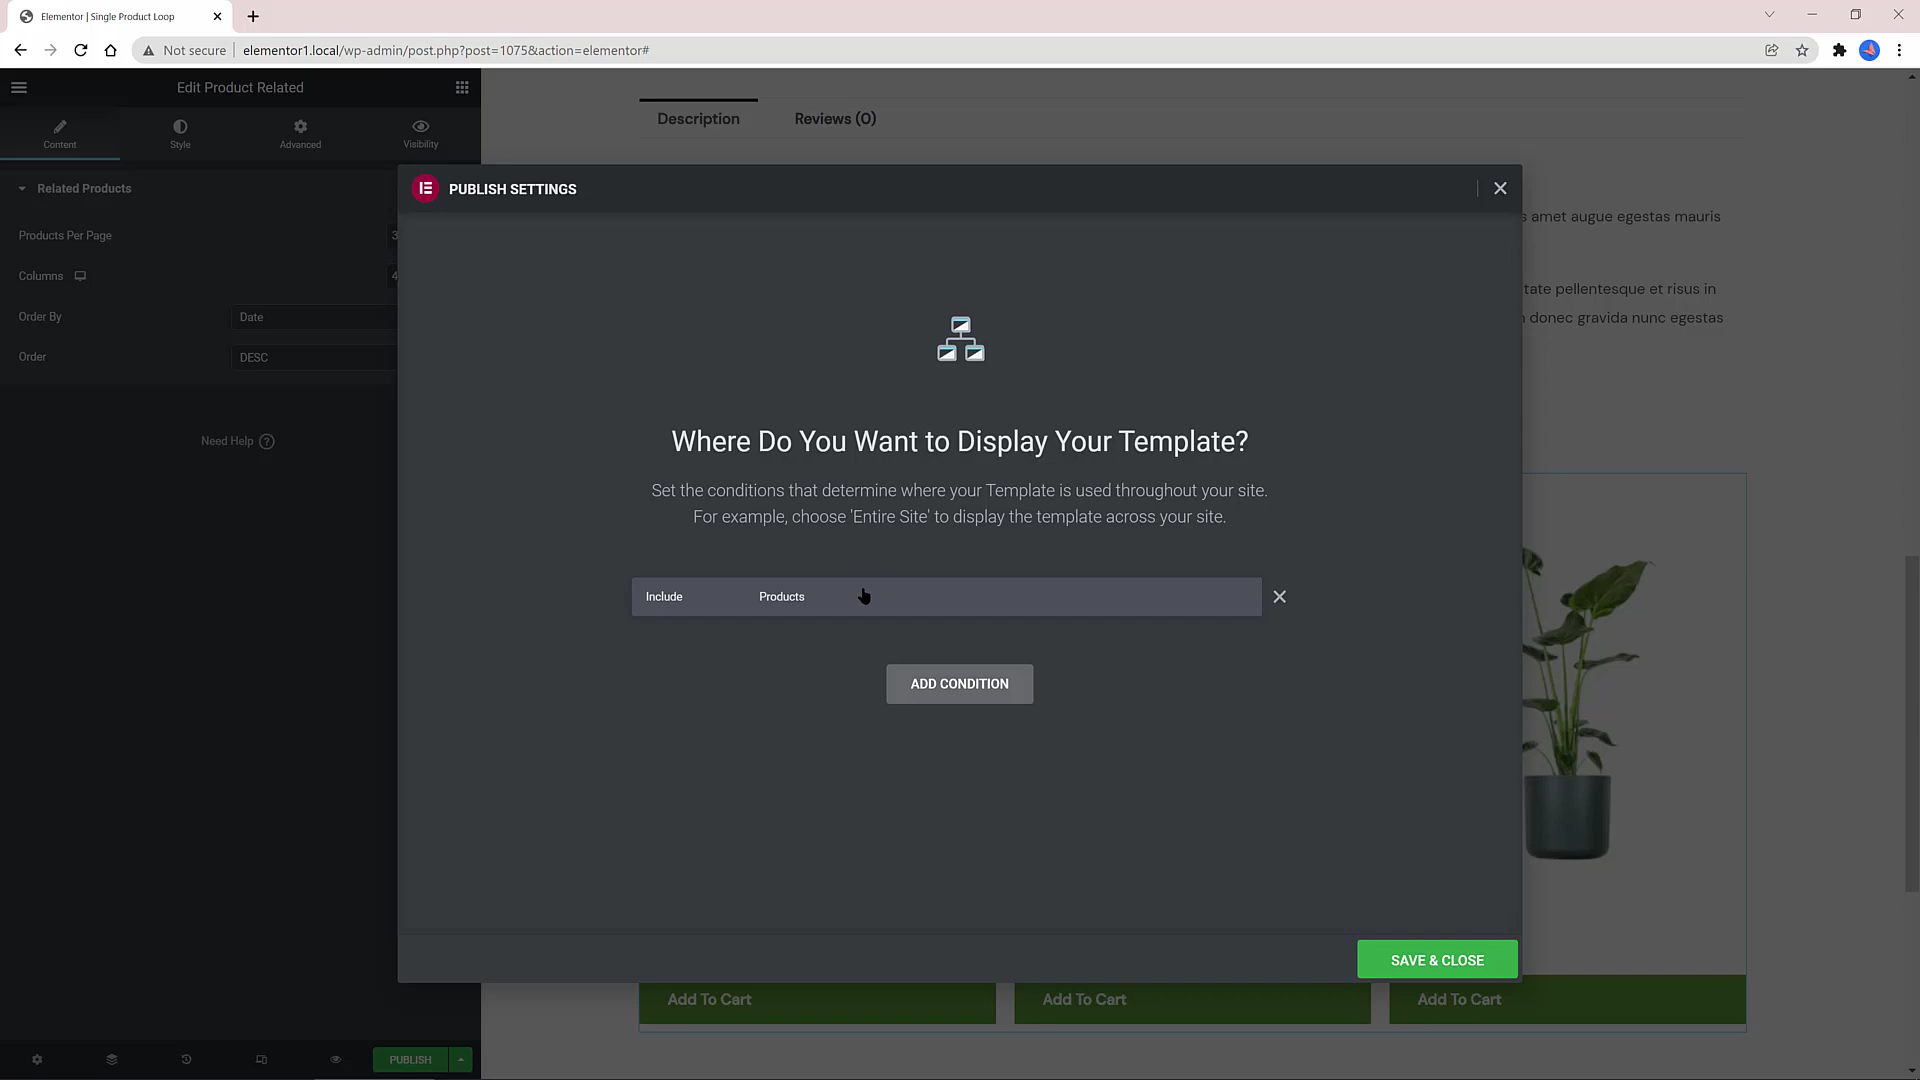 Elementor | Single Product Loop
Not secure
elementor1.local/wp-admin/post.php?post=1075&action=elementor#
Edit Product Related
Content
Style
Advanced
Visibility
Related Products
Products Per Page
3
Columns
4
Order By
Date
Order
DESC
Need Help
PUBLISH
Description
Reviews (0)
s amet augue egestas mauris
tate pellentesque et risus in
donec gravida nunc egestas
PUBLISH SETTINGS
Where Do You Want to Display Your Template?
Set the conditions that determine where your Template is used throughout your site.
For example, choose 'Entire Site' to display the template across your site.
Include
Products
ADD CONDITION
SAVE & CLOSE
Add To Cart
Add To Cart
Add To Cart